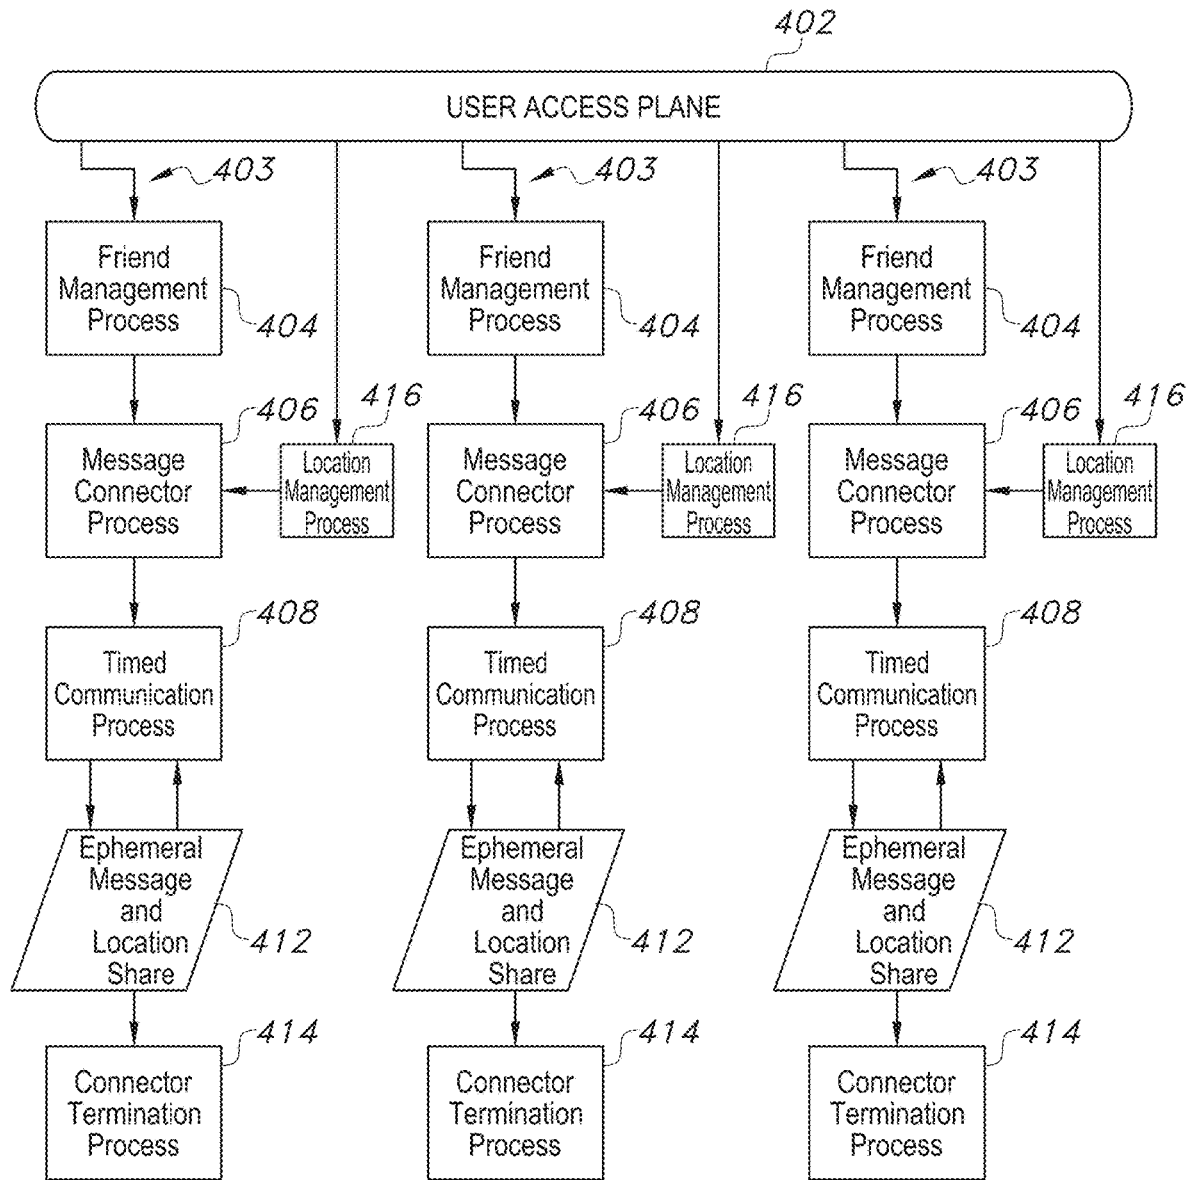 402
USER ACCESS PLANE
403
403
403
Friend
Management
Process
404
Friend
Management
Process
404
Friend
Management
Process
404
406
416
406
416
406
416
Message
Connector
Process
Location
Management
Process
Message
Connector
Process
Location
Management
Process
Message
Connector
Process
Location
Management
Process
408
408
408
Timed
Communication
Process
Timed
Communication
Process
Timed
Communication
Process
Ephemeral
Message
and
Location
Share
412
Ephemeral
Message
and
Location
Share
412
Ephemeral
Message
and
Location
Share
412
414
414
414
Connector
Termination
Process
Connector
Termination
Process
Connector
Termination
Process